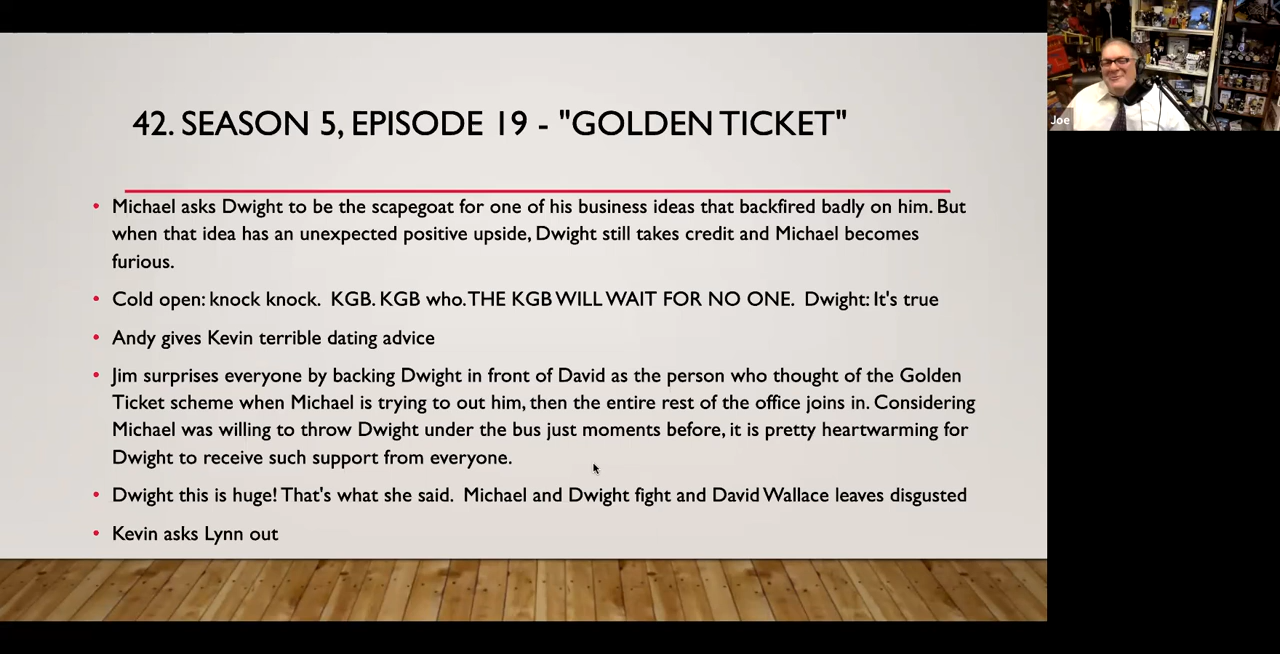 42. SEASON 5, EPISODE 19 - "GOLDEN TICKET"
• Michael asks Dwight to be the scapegoat for one of his business ideas that backfired badly on him. But
when that idea has an unexpected positive upside, Dwight still takes credit and Michael becomes
furious.
• Cold open: knock knock.  KGB. KGB who. THE KGB WILL WAIT FOR NO ONE.  Dwight: It's true
• Andy gives Kevin terrible dating advice
• Jim surprises everyone by backing Dwight in front of David as the person who thought of the Golden
Ticket scheme when Michael is trying to out him, then the entire rest of the office joins in. Considering
Michael was willing to throw Dwight under the bus just moments before, it is pretty heartwarming for
Dwight to receive such support from everyone.
• Dwight this is huge! That's what she said.  Michael and Dwight fight and David Wallace leaves disgusted
• Kevin asks Lynn out
Joe